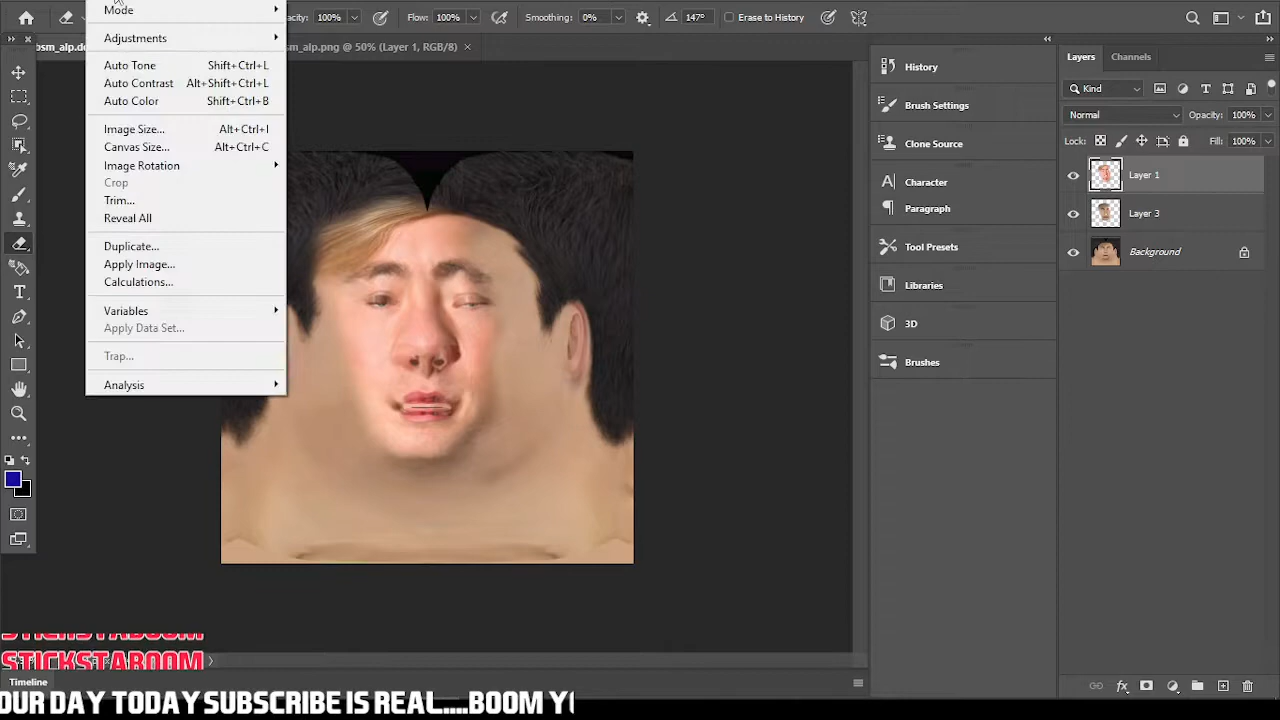 Mode
acity: 100% Flow: 100% Smoothing: 0% 147° Erase to History
Adjustments
osm_alp.d sm_alp.png @ 50% (Layer 1, RGB/8)
Auto Tone Shift+Ctrl+L
Auto Contrast Alt+Shift+Ctrl+L
Auto Color Shift+Ctrl+B
Image Size... Alt+Ctrl+I
Canvas Size... Alt+Ctrl+C
Image Rotation
Crop
Trim...
Reveal All
Duplicate...
Apply Image...
Calculations...
Variables
Apply Data Set...
Trap...
Analysis
History
Brush Settings
Clone Source
Character
Paragraph
Tool Presets
Libraries
3D
Brushes
Layers Channels
Kind
Normal Opacity: 100%
Lock: Fill: 100%
Layer 1
Layer 3
Background
STICKSTABOOM
STICKSTABOOM
Timeline
OUR DAY TODAY SUBSCRIBE IS REAL....BOOM